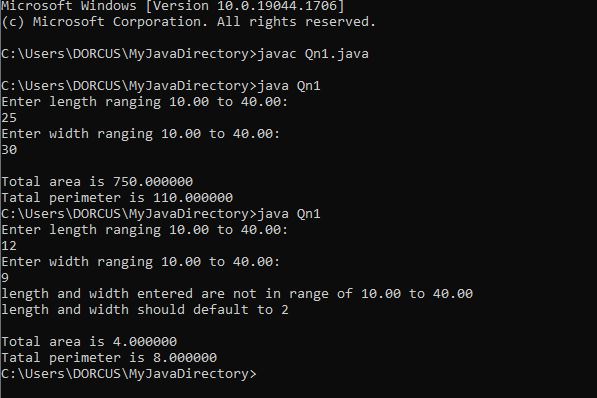 Microsoft Windows [Version 10.0.19044.1706]
(c) Microsoft Corporation. All rights reserved.
C:\Users\DORCUS\MyJavaDirectory>javac Qn1.java
C:\Users\DORCUS\MyJavaDirectory>java Qn1
Enter length ranging 10.00 to 40.00:
25
Enter width ranging 10.00 to 40.00:
30
Total area is 750.000000
Tatal perimeter is 110.000000
C:\Users\DORCUS\MyJavaDirectory>java Qn1
Enter length ranging 10.00 to 40.00:
12
Enter width ranging 10.00 to 40.00:
9
length and width entered are not in range of 10.00 to 40.00
length and width should default to 2
Total area is 4.000000
Tatal perimeter is 8.000000
C:\Users\DORCUS\MyJavaDirectory>